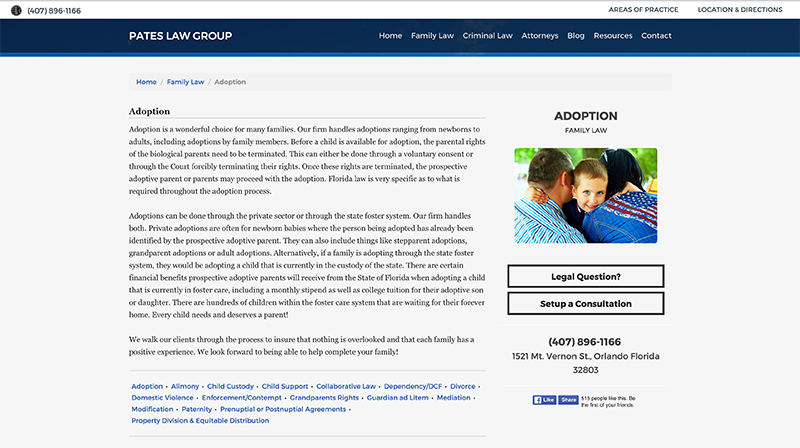 (407) 896-1166
AREAS OF PRACTICE
LOCATION & DIRECTIONS
PATES LAW GROUP
Home Family Law Criminal Law Attorneys Blog Resources Contact
Home / Family Law / Adoption
Adoption
Adoption is a wonderful choice for many families. Our firm handles adoptions ranging from newborns to
adults, including adoptions by family members. Before a child is available for adoption, the parental rights
of the biological parents need to be terminated. This can either be done through a voluntary consent or
through the Court forcibly terminating their rights. Once these rights are terminated, the prospective
adoptive parent or parents may proceed with the adoption. Florida law is very specific as to what is
required throughout the adoption process.
Adoptions can be done through the private sector or through the state foster system. Our firm handles
both. Private adoptions are often for newborn babies where the person being adopted has already been
identified by the prospective adoptive parent. They can also include things like stepparent adoptions,
grandparent adoptions or adult adoptions. Alternatively, if a family is adopting through the state foster
system, they would be adopting a child that is currently in the custody of the state. There are certain
financial benefits prospective adoptive parents will receive from the State of Florida when adopting a child
that is currently in foster care, including a monthly stipend as well as college tuition for their adoptive son
or daughter. There are hundreds of children within the foster care system that are waiting for their forever
home. Every child needs and deserves a parent!
We walk our clients through the process to insure that nothing is overlooked and that each family has a
positive experience. We look forward to being able to help complete your family!
Adoption • Alimony • Child Custody • Child Support • Collaborative Law • Dependency/DCF • Divorce •
Domestic Violence • Enforcement/Contempt • Grandparents Rights • Guardian ad Litem • Mediation •
Modification • Paternity • Prenuptial or Postnuptial Agreements •
Property Division & Equitable Distribution
ADOPTION
FAMILY LAW
Legal Question?
Setup a Consultation
(407) 896-1166
1521 Mt. Vernon St., Orlando Florida
32803
Like Share 513 people like this. Be
the first of your friends.